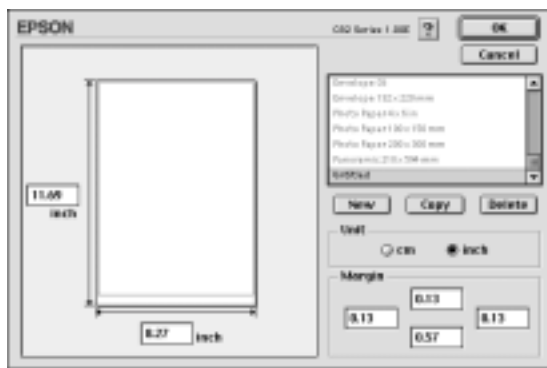 EPSON
C82 Series 1.00E
?
OK
Cancel
Envelope DL
Envelope 132 x 220 mm
Photo Paper 4 x 6 in
Photo Paper 100 x 150 mm
Photo Paper 200 x 300 mm
Panoramic 210 x 594 mm
Untitled
New
Copy
Delete
Unit
cm
inch
Margin
0.13
0.13
0.13
0.57
11.69
inch
8.27
inch